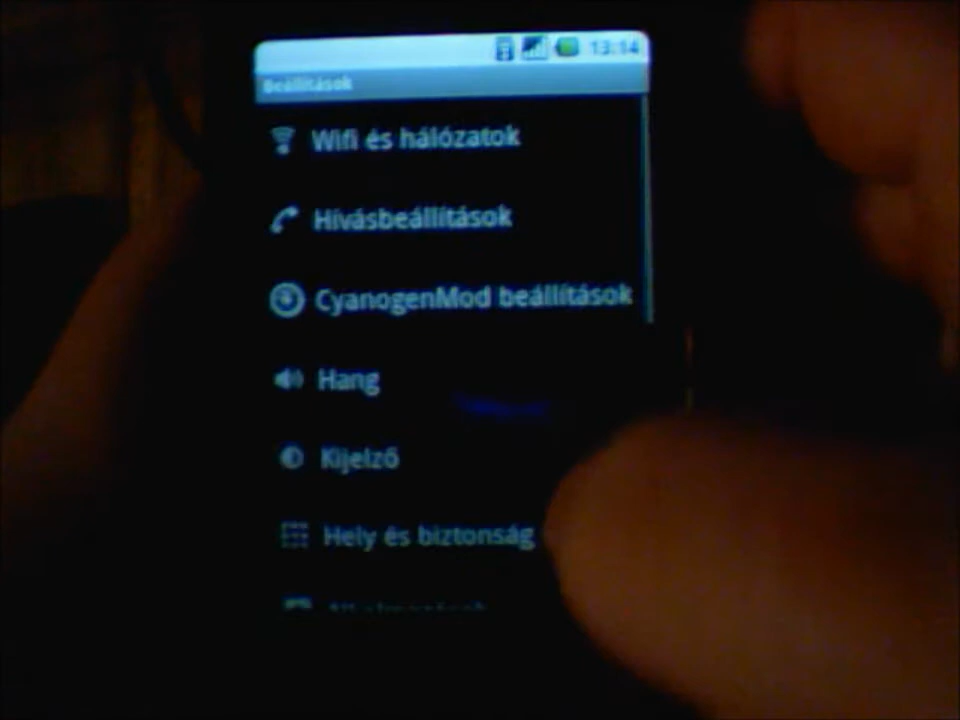 13:14
Beállítások
Wifi és hálózatok
Hívásbeállítások
CyanogenMod beállítások
Hang
Kijelző
Hely és biztonság